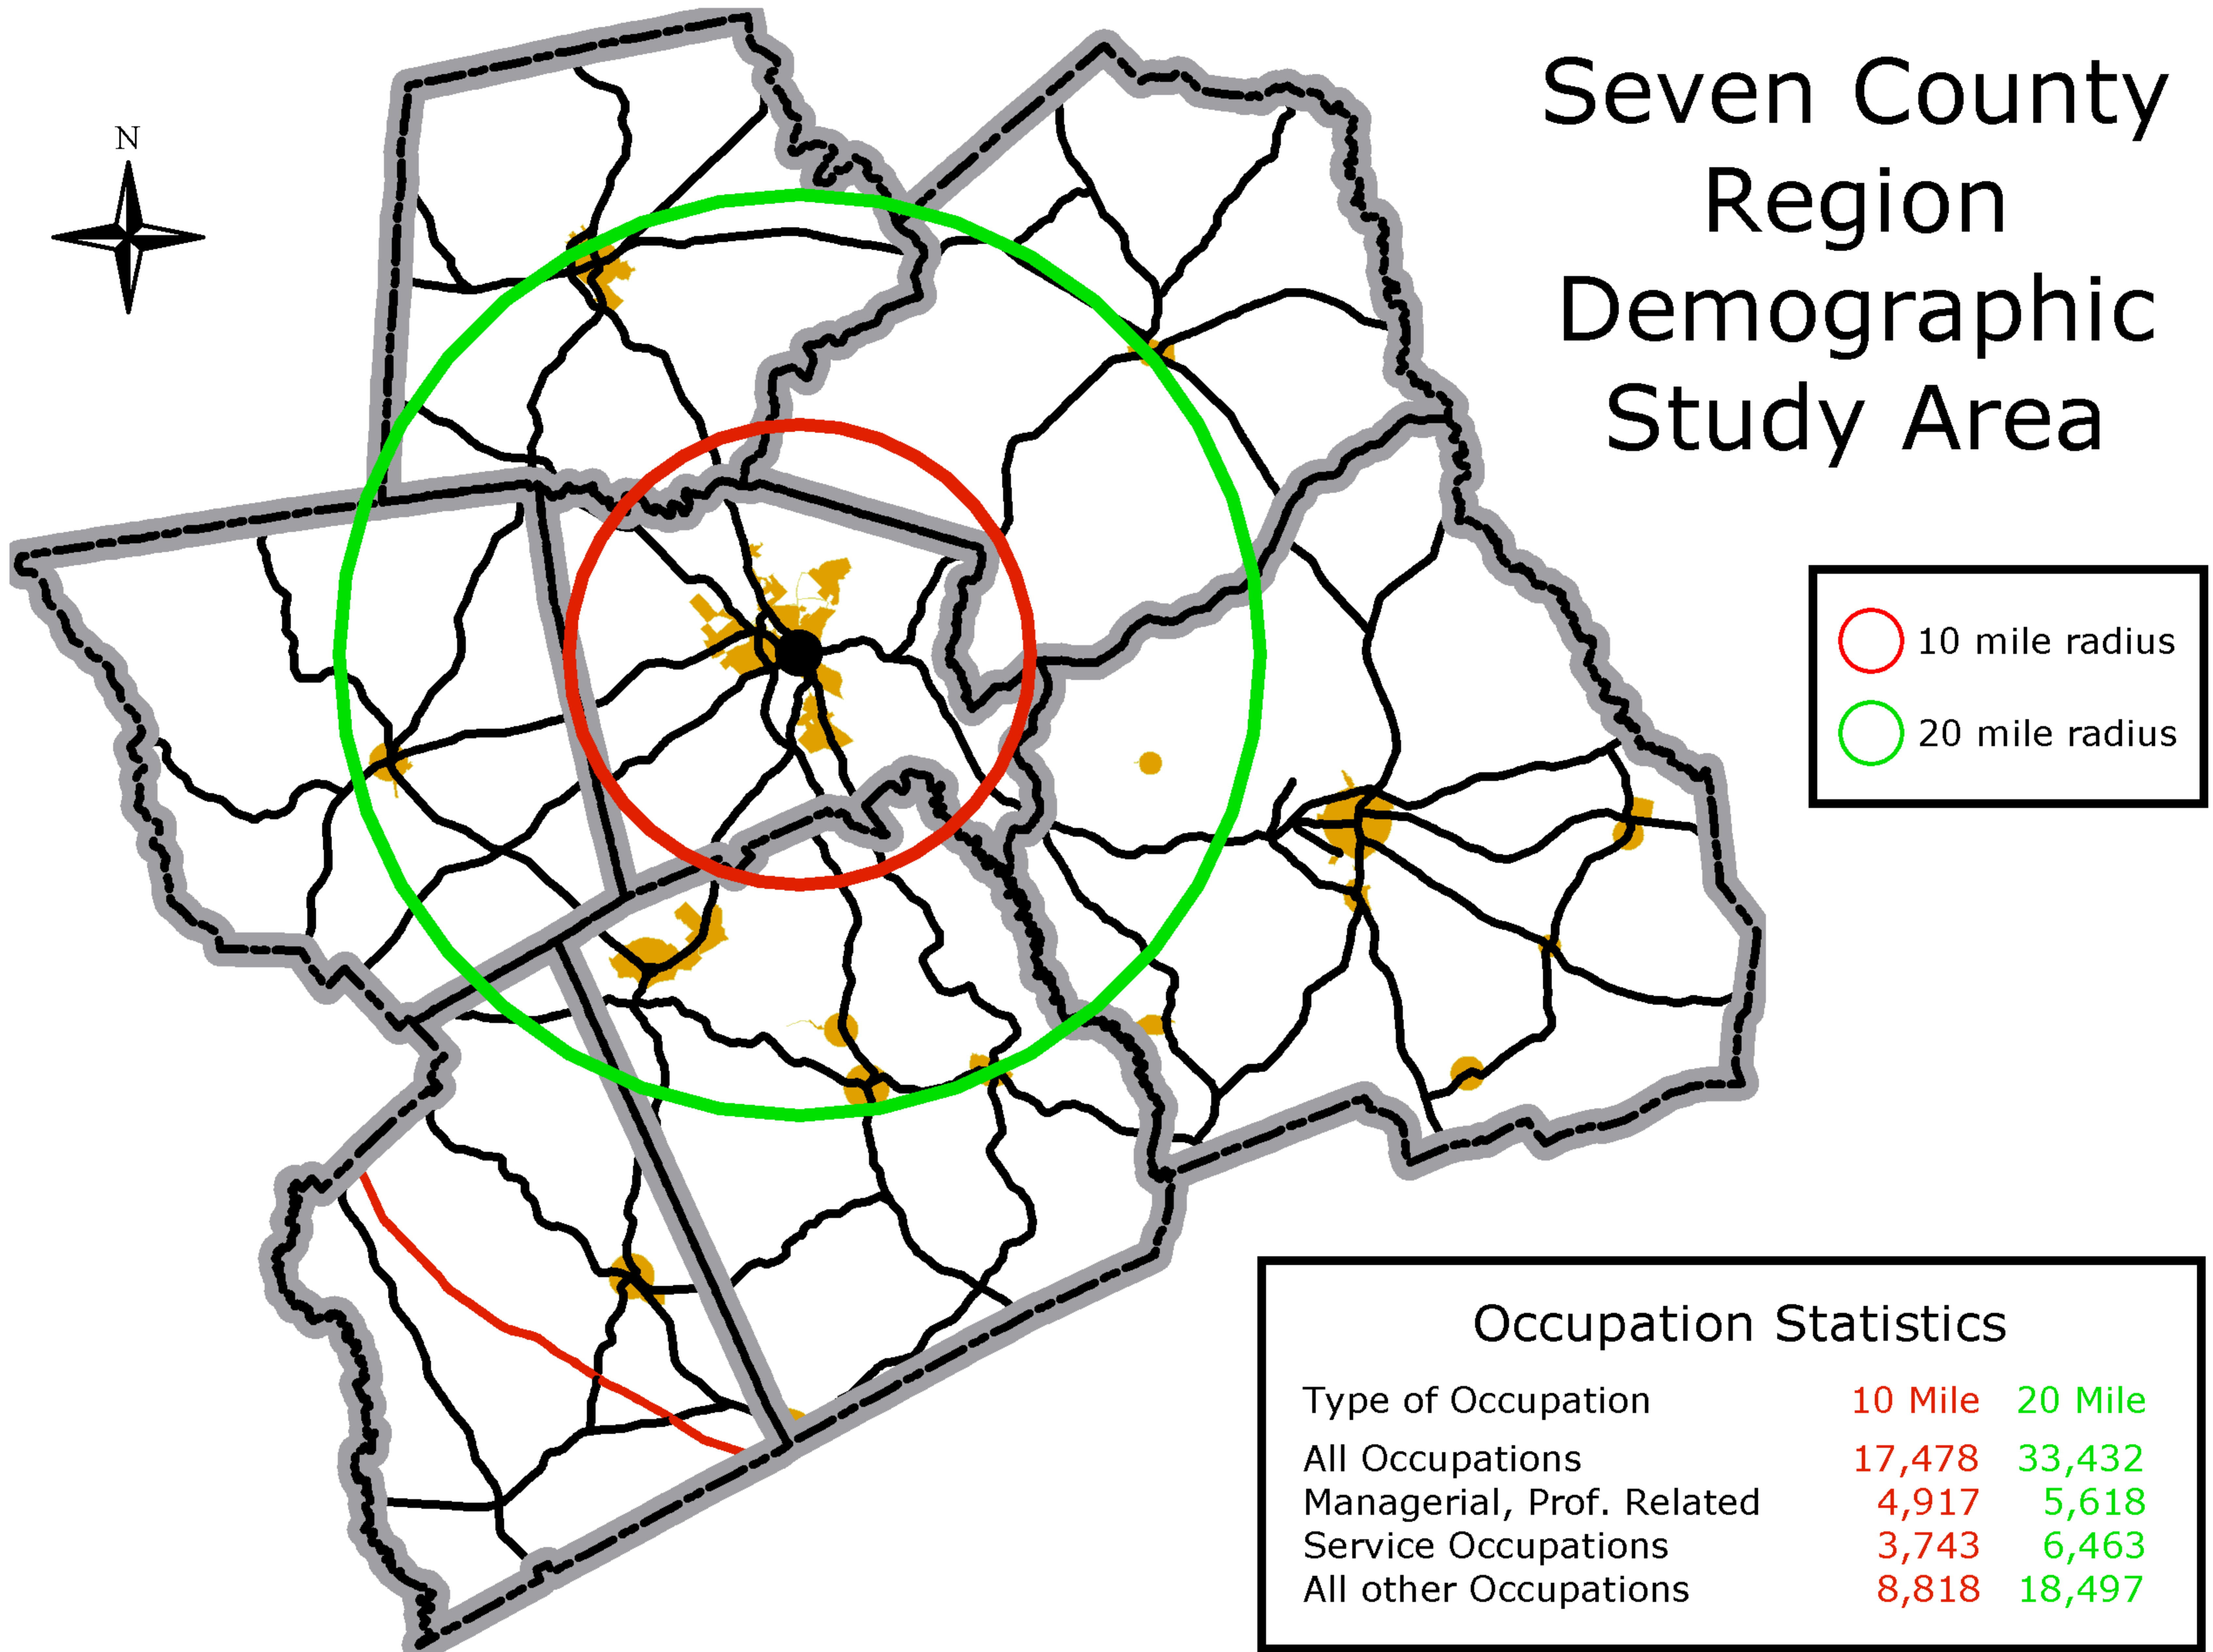 Seven County
Region
Demographic
Study Area
N
10 mile radius
20 mile radius
Occupation Statistics
Type of Occupation 10 Mile 20 Mile
All Occupations 17,478 33,432
Managerial, Prof. Related 4,917 5,618
Service Occupations 3,743 6,463
All other Occupations 8,818 18,497